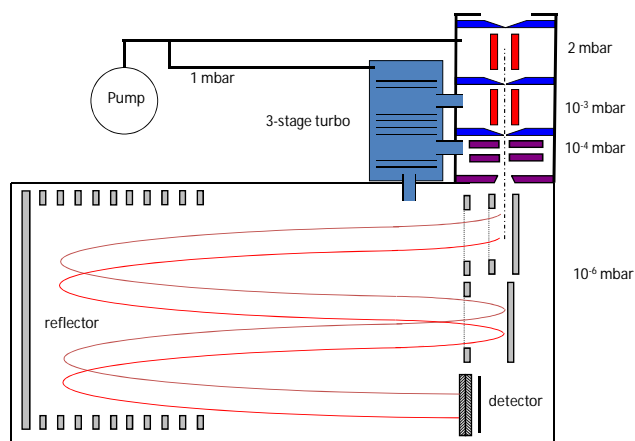 2 mbar
1 mbar
Pump
10-3 mbar
3-stage turbo
10-4 mbar
10-6 mbar
reflector
detector